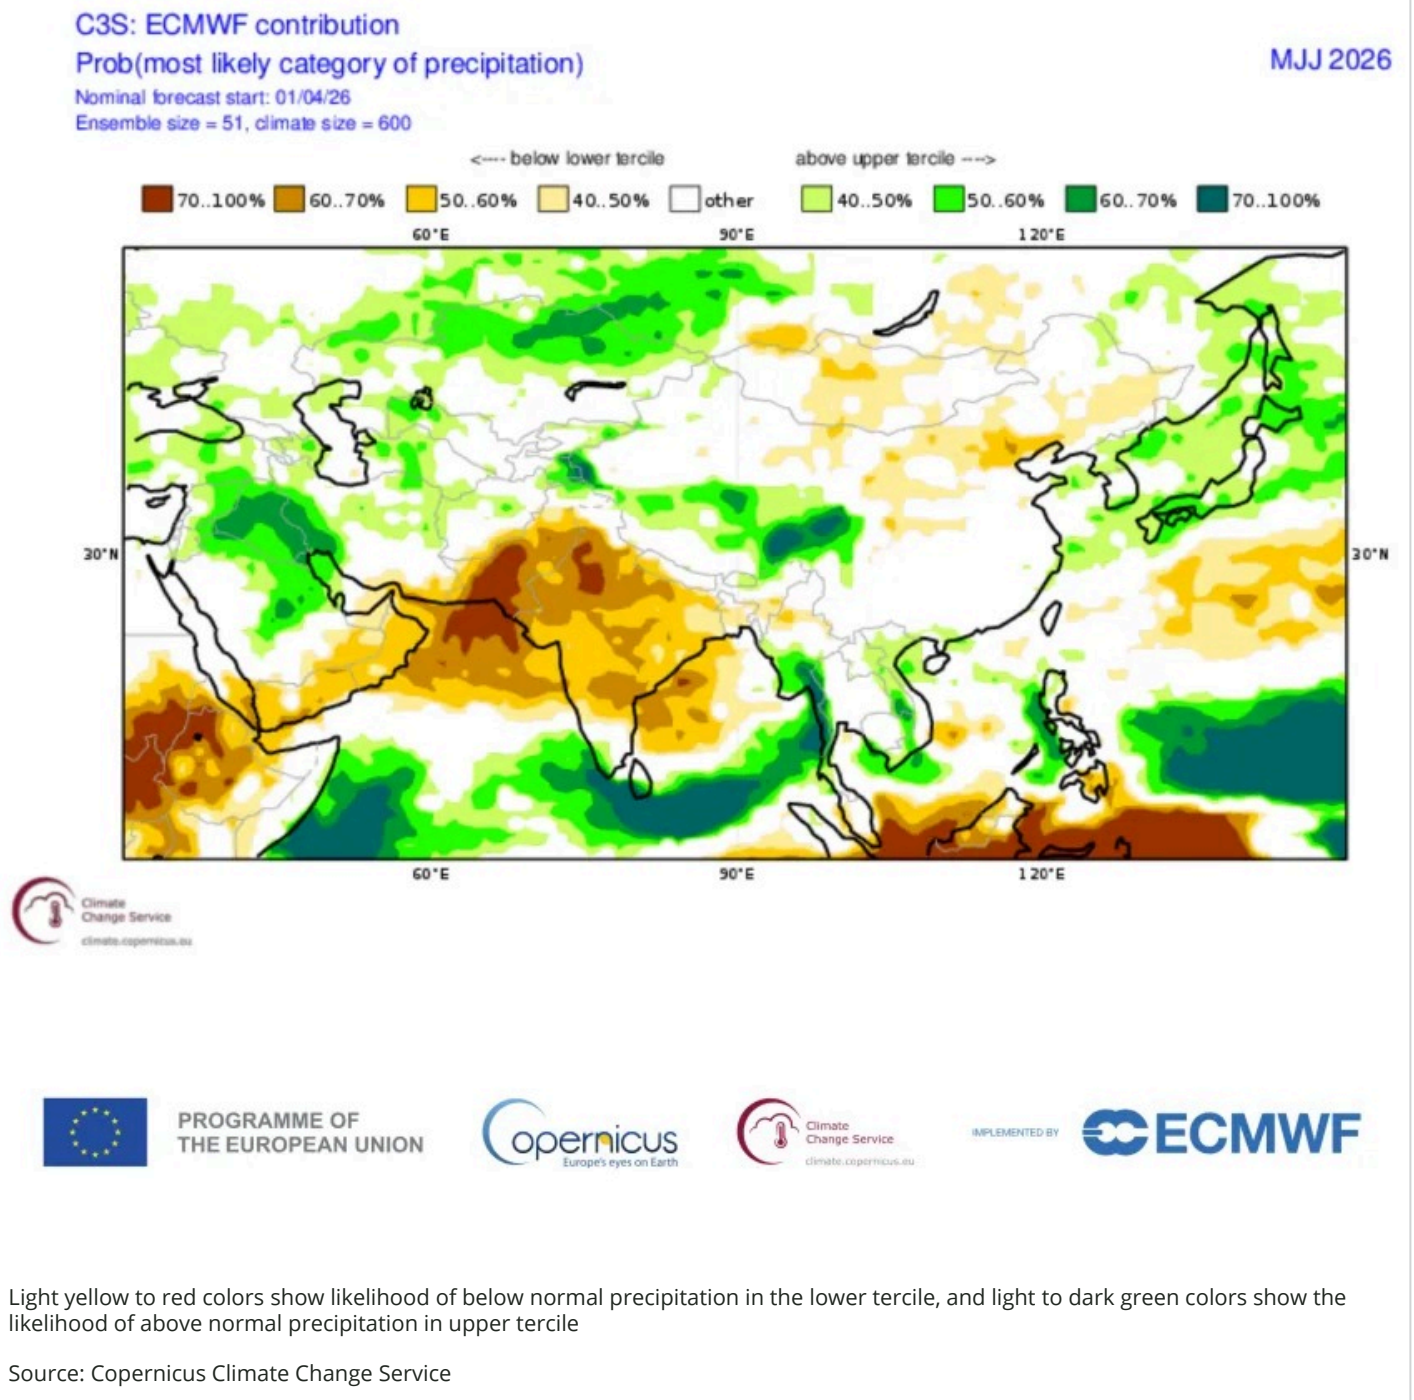 C3S: ECMWF contribution
Prob(most likely category of precipitation)
MJJ 2026
Nominal forecast start: 01/04/26
Ensemble size = 51, climate size = 600
<---- below lower tercile
above upper tercile ---->
70..100%
60..70%
50..60%
40..50%
other
40..50%
50..60%
60..70%
70..100%
60°E
90°E
120°E
30°N
30°N
60°E
90°E
120°E
Climate
Change Service
climate.copernicus.eu
PROGRAMME OF
THE EUROPEAN UNION
opernicus
Europe's eyes on Earth
Climate
Change Service
climate.copernicus.eu
IMPLEMENTED BY
ECMWF
Light yellow to red colors show likelihood of below normal precipitation in the lower tercile, and light to dark green colors show the
likelihood of above normal precipitation in upper tercile
Source: Copernicus Climate Change Service